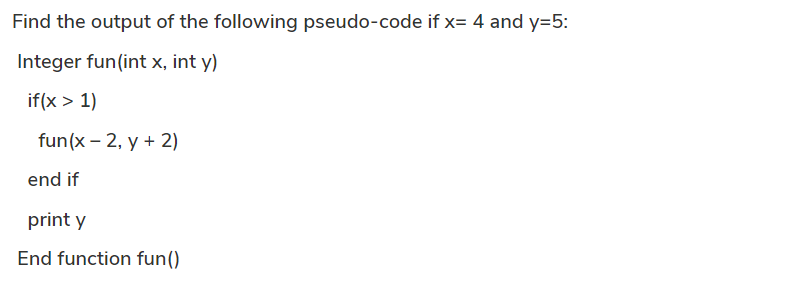 Find the output of the following pseudo-code if x= 4 and y=5:
Integer fun(int x, int y)
if(x > 1)
fun(x – 2, y + 2)
end if
print y
End function fun()